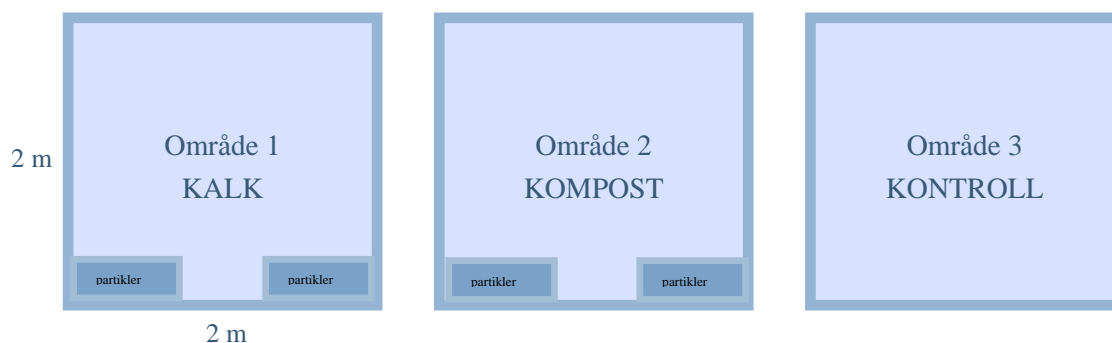 Område 1
KALK
Område 2
KOMPOST
Område 3
KONTROLL
2 m
partikler
partikler
partikler
partikler
2 m